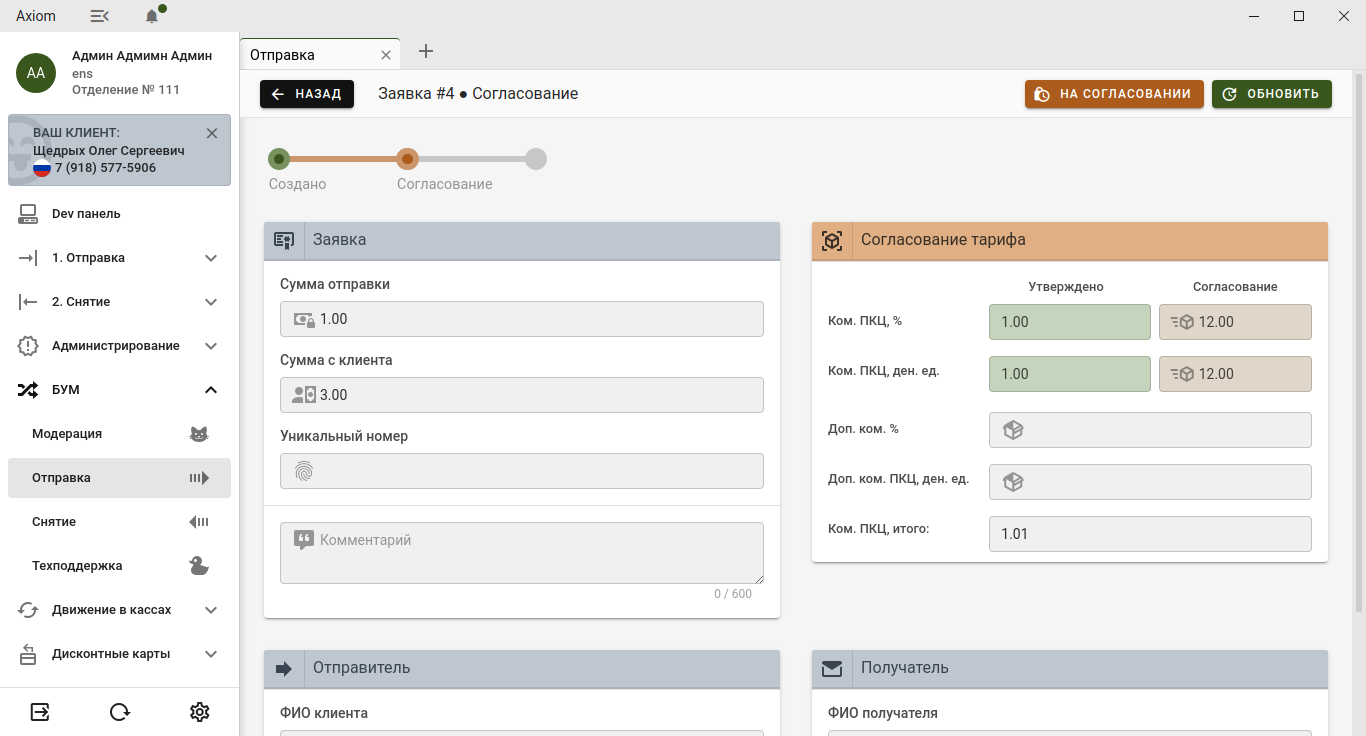 Axiom
АА
Админ Адмимн Админ
ens
Отделение № 111
ВАШ КЛИЕНТ:
Щедрых Олег Сергеевич
7 (918) 577-5906
Dev панель
1. Отправка
2. Снятие
Администрирование
БУМ
Модерация
Отправка
Снятие
Техподдержка
Движение в кассах
Дисконтные карты
Отправка
НАЗАД
Заявка #4 ● Согласование
НА СОГЛАСОВАНИИ
ОБНОВИТЬ
Создано
Согласование
Заявка
Сумма отправки
1.00
Сумма с клиента
3.00
Уникальный номер
Комментарий
0 / 600
Согласование тарифа
Утверждено
Согласование
Ком. ПКЦ, %
1.00
12.00
Ком. ПКЦ, ден. ед.
1.00
12.00
Доп. ком. %
Доп. ком. ПКЦ, ден. ед.
Ком. ПКЦ, итого:
1.01
Отправитель
ФИО клиента
Получатель
ФИО получателя